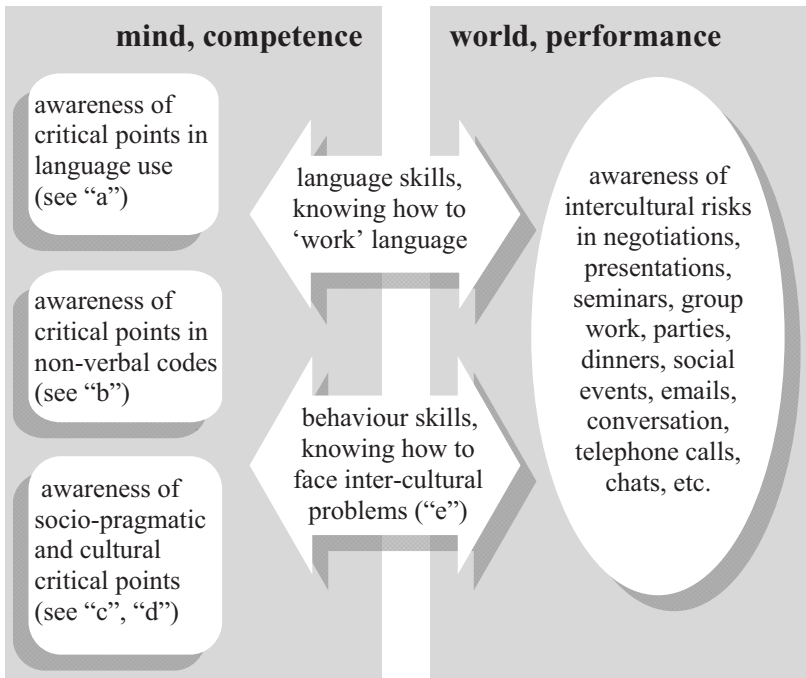 mind, competence
world, performance
awareness of
critical points in
language use
(see “a”)
awareness of
critical points in
non-verbal codes
(see “b”)
awareness of
socio-pragmatic
and cultural
critical points
(see “c”, “d”)
language skills,
knowing how to
‘work’ language
behaviour skills,
knowing how to
face inter-cultural
problems (“e”)
awareness of
intercultural risks
in negotiations,
presentations,
seminars, group
work, parties,
dinners, social
events, emails,
conversation,
telephone calls,
chats, etc.